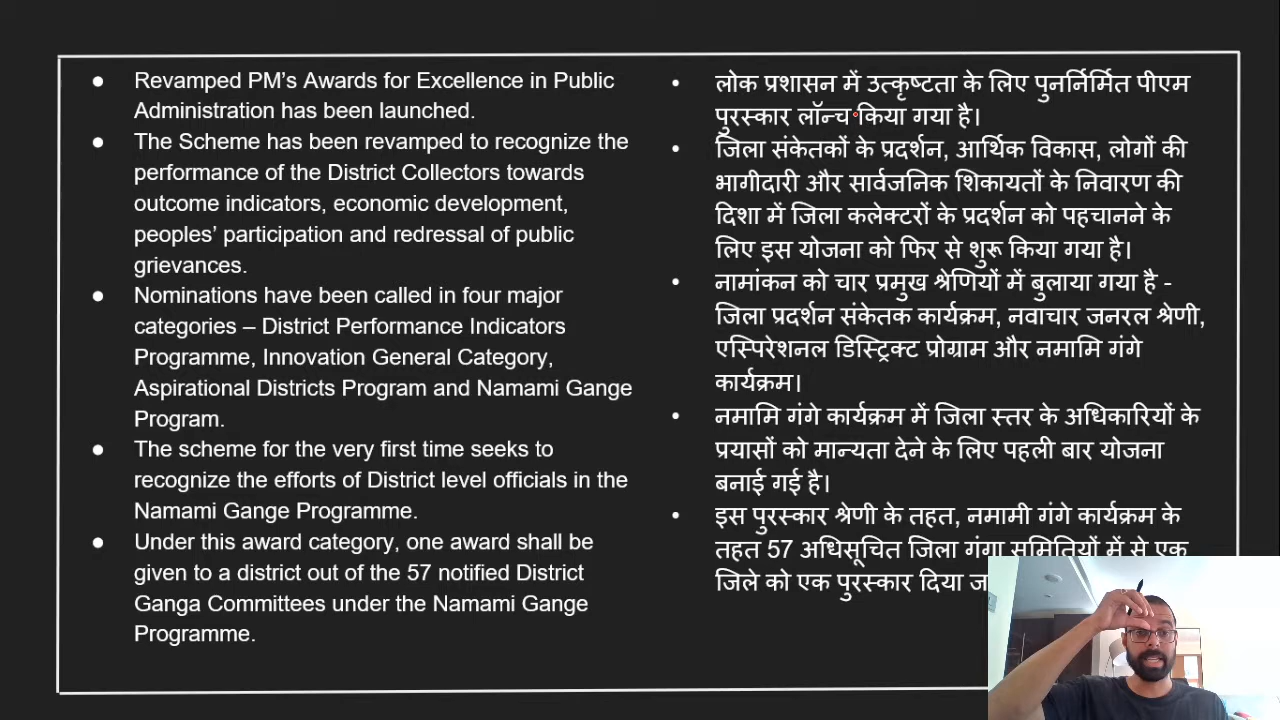 Revamped PM's Awards for Excellence in Public
Administration has been launched.
The Scheme has been revamped to recognize the
performance of the District Collectors towards
outcome indicators, economic development,
peoples' participation and redressal of public
grievances.
Nominations have been called in four major
categories – District Performance Indicators
Programme, Innovation General Category,
Aspirational Districts Program and Namami Gange
Program.
The scheme for the very first time seeks to
recognize the efforts of District level officials in the
Namami Gange Programme.
Under this award category, one award shall be
given to a district out of the 57 notified District
Ganga Committees under the Namami Gange
Programme.
लोक प्रशासन में उत्कृष्टता के लिए पुनर्निर्मित पीएम
पुरस्कार लॉन्च किया गया है।
जिला संकेतकों के प्रदर्शन, आर्थिक विकास, लोगों की
भागीदारी और सार्वजनिक शिकायतों के निवारण की
दिशा में जिला कलेक्टरों के प्रदर्शन को पहचानने के
लिए इस योजना को फिर से शुरू किया गया है।
नामांकन को चार प्रमुख श्रेणियों में बुलाया गया है -
जिला प्रदर्शन संकेतक कार्यक्रम, नवाचार जनरल श्रेणी,
एस्पिरेशनल डिस्ट्रिक्ट प्रोग्राम और नमामि गंगे
कार्यक्रम।
नमामि गंगे कार्यक्रम में जिला स्तर के अधिकारियों के
प्रयासों को मान्यता देने के लिए पहली बार योजना
बनाई गई है।
इस पुरस्कार श्रेणी के तहत, नमामी गंगे कार्यक्रम के
तहत 57 अधिसूचित जिला गंगा समितियों में से एक
जिले को एक पुरस्कार दिया